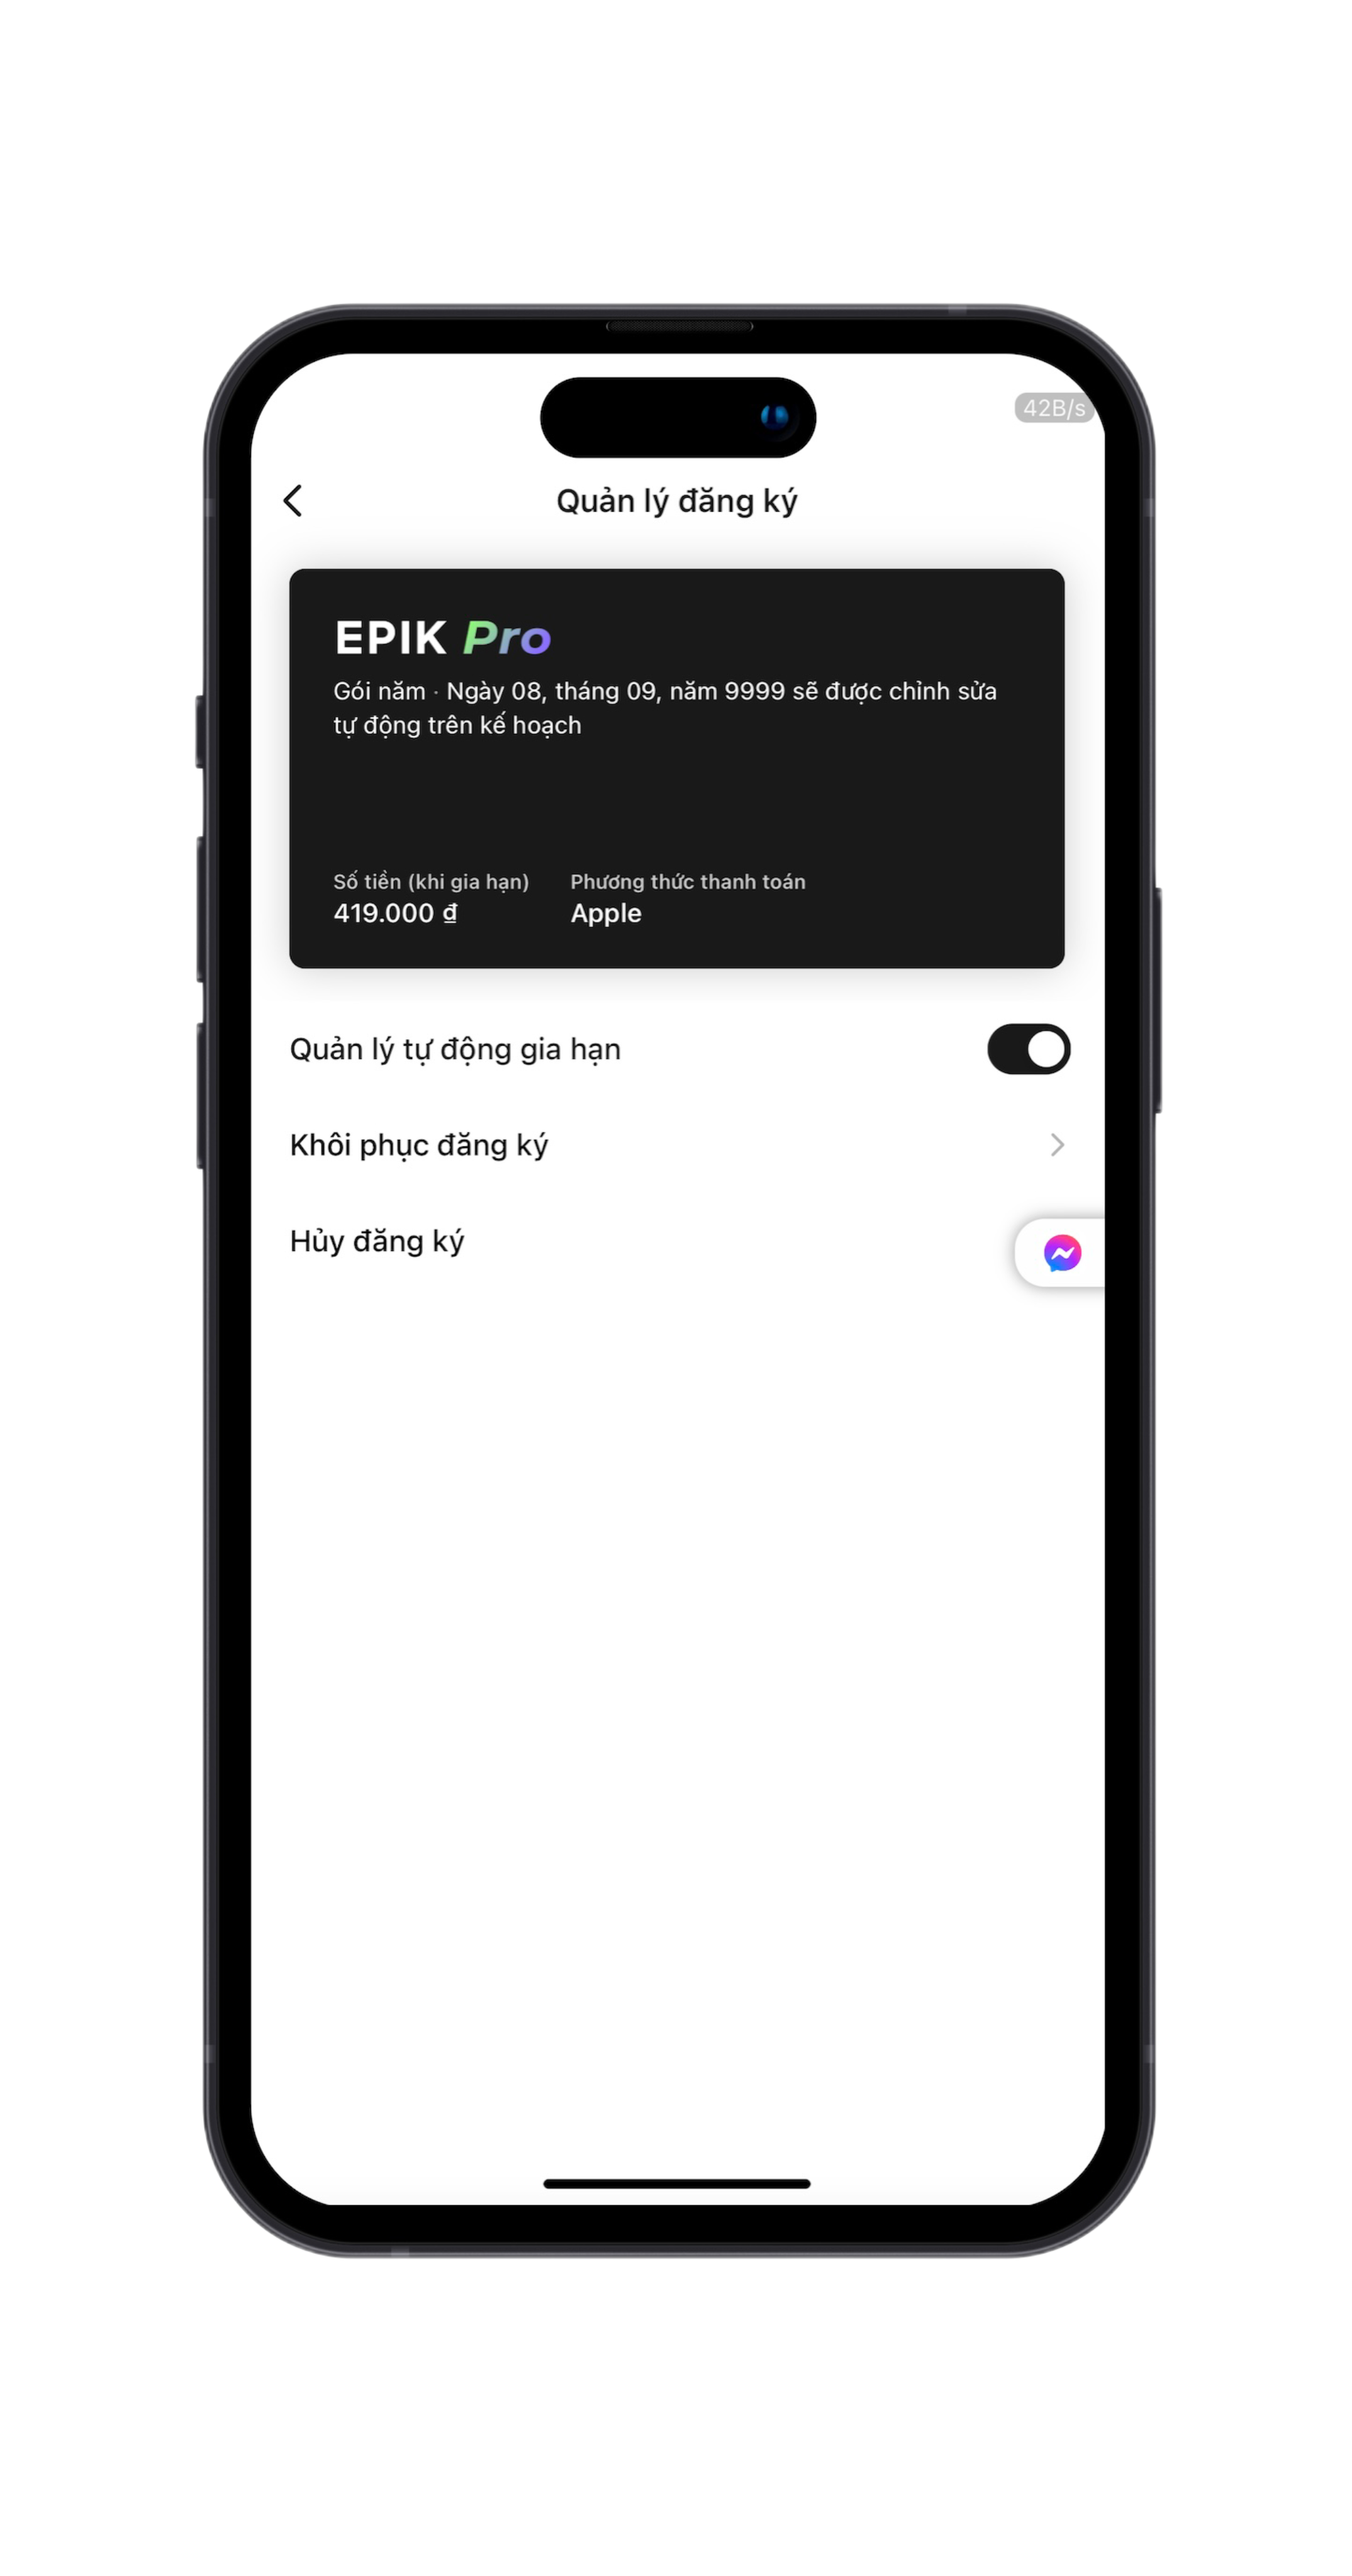 42B/s
Quản lý đăng ký
EPIK Pro
Gói năm · Ngày 08, tháng 09, năm 9999 sẽ được chỉnh sửa
tự động trên kế hoạch
Số tiền (khi gia hạn) Phương thức thanh toán
419.000 ₫ Apple
Quản lý tự động gia hạn
Khôi phục đăng ký
Hủy đăng ký